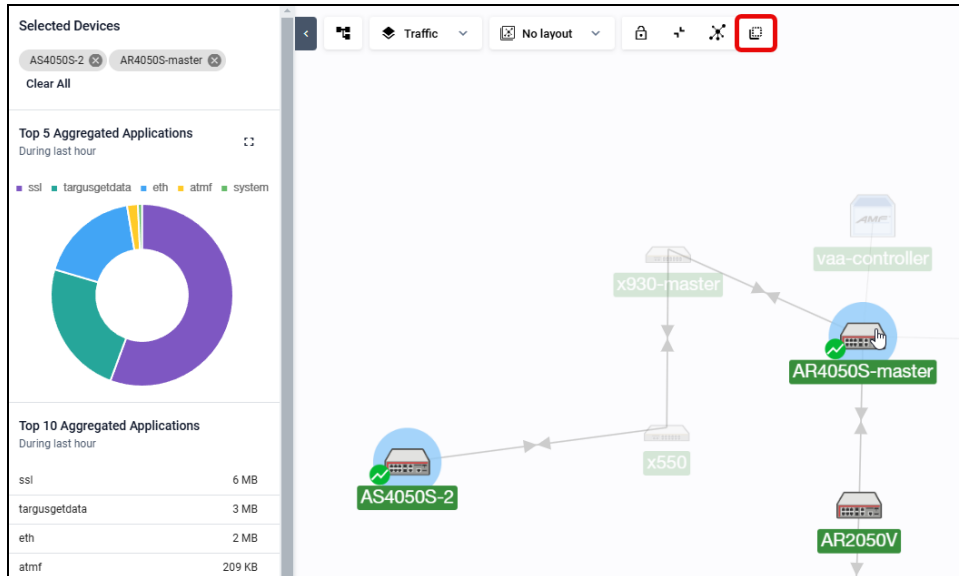 Selected Devices
AS4050S-2 AR4050S-master
Clear All
Top 5 Aggregated Applications
During last hour
ssl targusgetdata eth atmf system
Top 10 Aggregated Applications
During last hour
ssl 6 MB
targusgetdata 3 MB
eth 2 MB
atmf 209 KB
Traffic No layout
AMF
vaa-controller
x930-master
AR4050S-master
x550
AS4050S-2
AR2050V